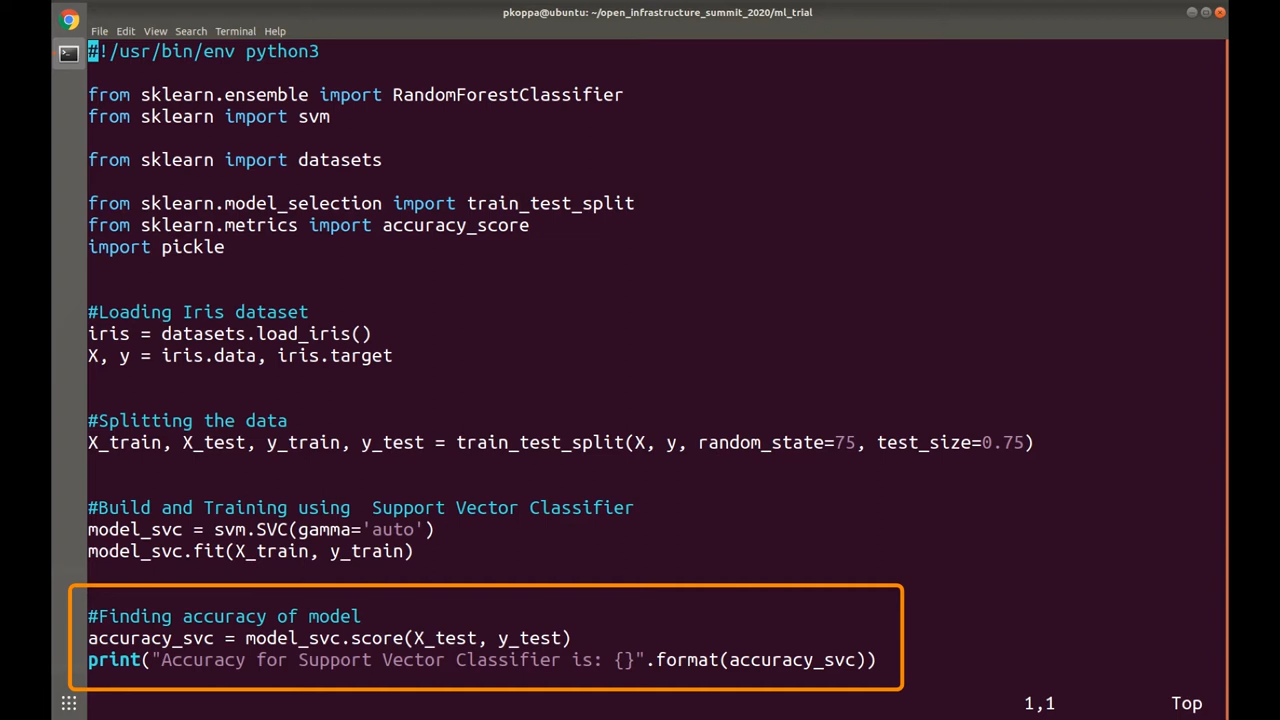 pkoppa@ubuntu: ~/open_infrastructure_summit_2020/ml_trial
File Edit View Search Terminal Help
#!/usr/bin/env python3
from sklearn.ensemble import RandomForestClassifier
from sklearn import svm
from sklearn import datasets
from sklearn.model_selection import train_test_split
from sklearn.metrics import accuracy_score
import pickle
#Loading Iris dataset
iris = datasets.load_iris()
X, y = iris.data, iris.target
#Splitting the data
X_train, X_test, y_train, y_test = train_test_split(X, y, random_state=75, test_size=0.75)
#Build and Training using  Support Vector Classifier
model_svc = svm.SVC(gamma='auto')
model_svc.fit(X_train, y_train)
#Finding accuracy of model
accuracy_svc = model_svc.score(X_test, y_test)
print("Accuracy for Support Vector Classifier is: {}".format(accuracy_svc))
1,1 Top